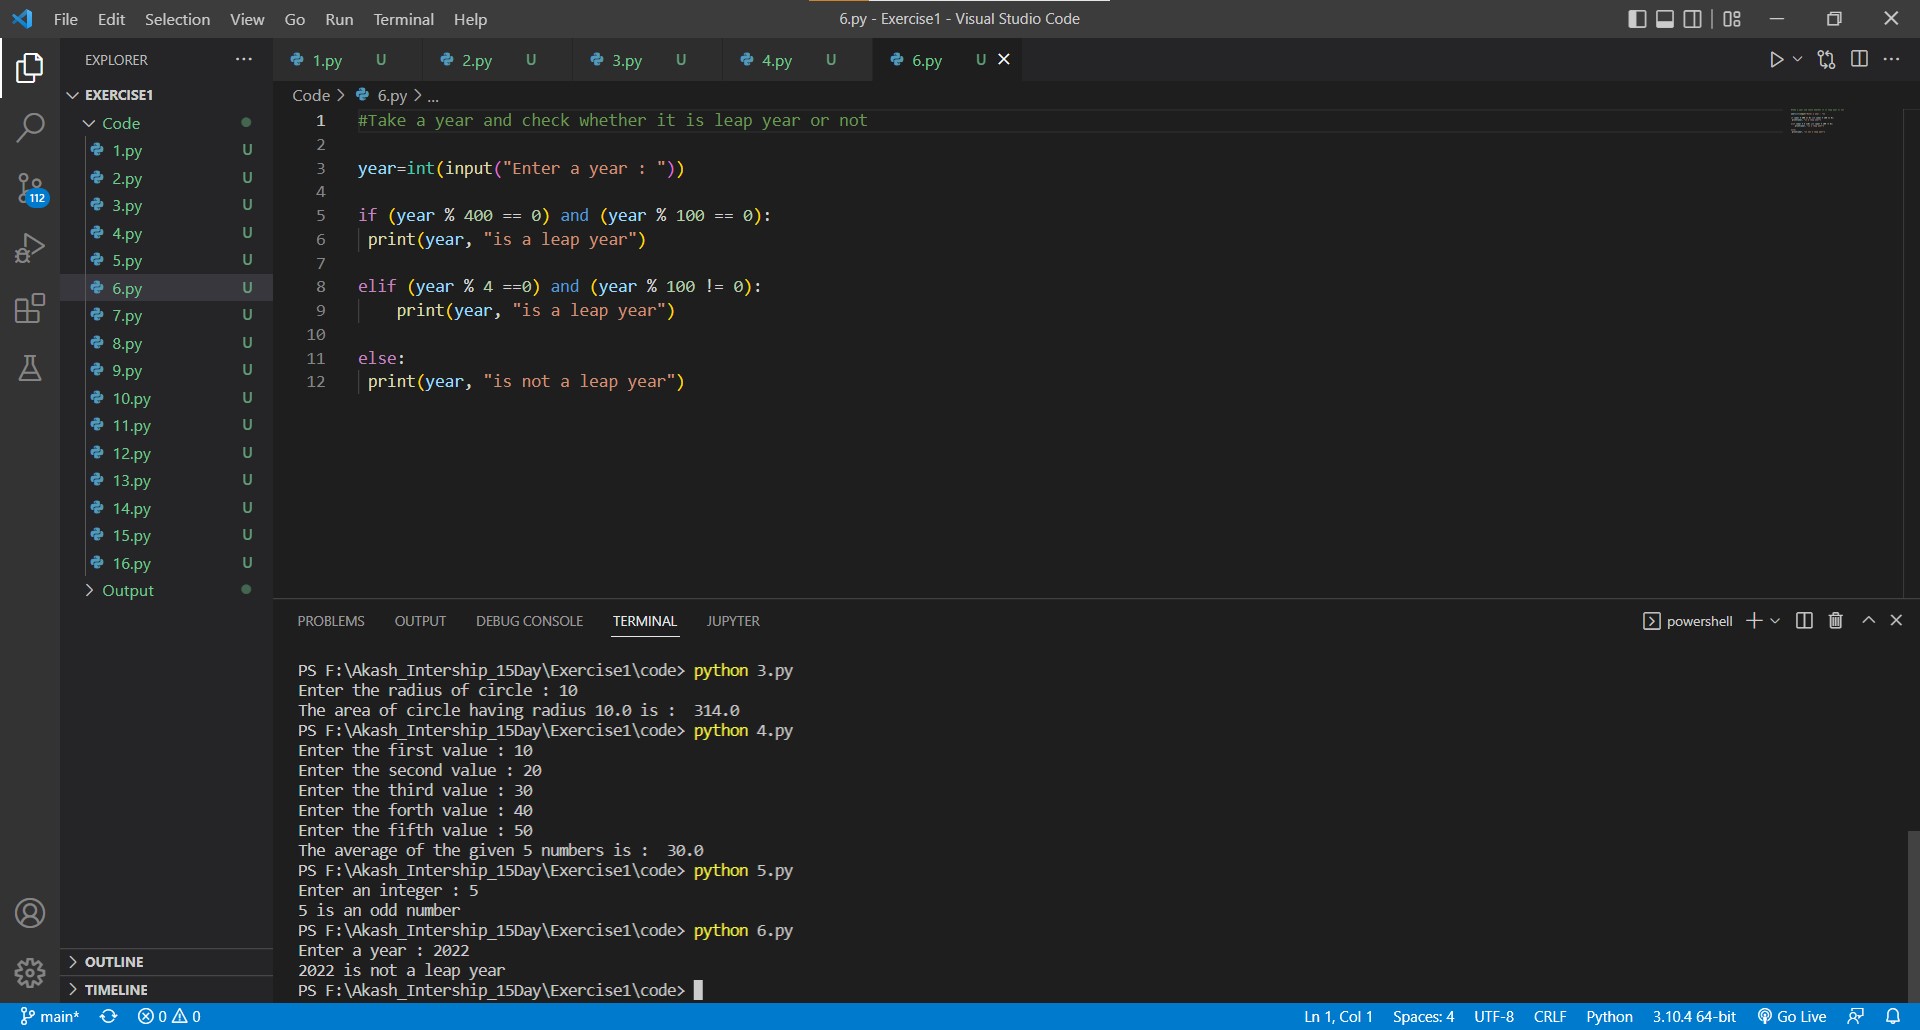 File Edit Selection View Go Run Terminal Help
6.py - Exercise1 - Visual Studio Code
EXPLORER
1.py U
2.py U
3.py U
4.py U
6.py U
EXERCISE1
Code
1.py U
2.py U
3.py U
4.py U
5.py U
6.py U
7.py U
8.py U
9.py U
10.py U
11.py U
12.py U
13.py U
14.py U
15.py U
16.py U
Output
OUTLINE
TIMELINE
112
Code > 6.py > ...
1 #Take a year and check whether it is leap year or not
2
3 year=int(input("Enter a year : "))
4
5 if (year % 400 == 0) and (year % 100 == 0):
6  print(year, "is a leap year")
7
8 elif (year % 4 ==0) and (year % 100 != 0):
9     print(year, "is a leap year")
10
11 else:
12  print(year, "is not a leap year")
PROBLEMS OUTPUT DEBUG CONSOLE TERMINAL JUPYTER
powershell
PS F:\Akash_Intership_15Day\Exercise1\code> python 3.py
Enter the radius of circle : 10
The area of circle having radius 10.0 is :  314.0
PS F:\Akash_Intership_15Day\Exercise1\code> python 4.py
Enter the first value : 10
Enter the second value : 20
Enter the third value : 30
Enter the forth value : 40
Enter the fifth value : 50
The average of the given 5 numbers is :  30.0
PS F:\Akash_Intership_15Day\Exercise1\code> python 5.py
Enter an integer : 5
5 is an odd number
PS F:\Akash_Intership_15Day\Exercise1\code> python 6.py
Enter a year : 2022
2022 is not a leap year
PS F:\Akash_Intership_15Day\Exercise1\code>
main* 0 0
Ln 1, Col 1 Spaces: 4 UTF-8 CRLF Python 3.10.4 64-bit Go Live